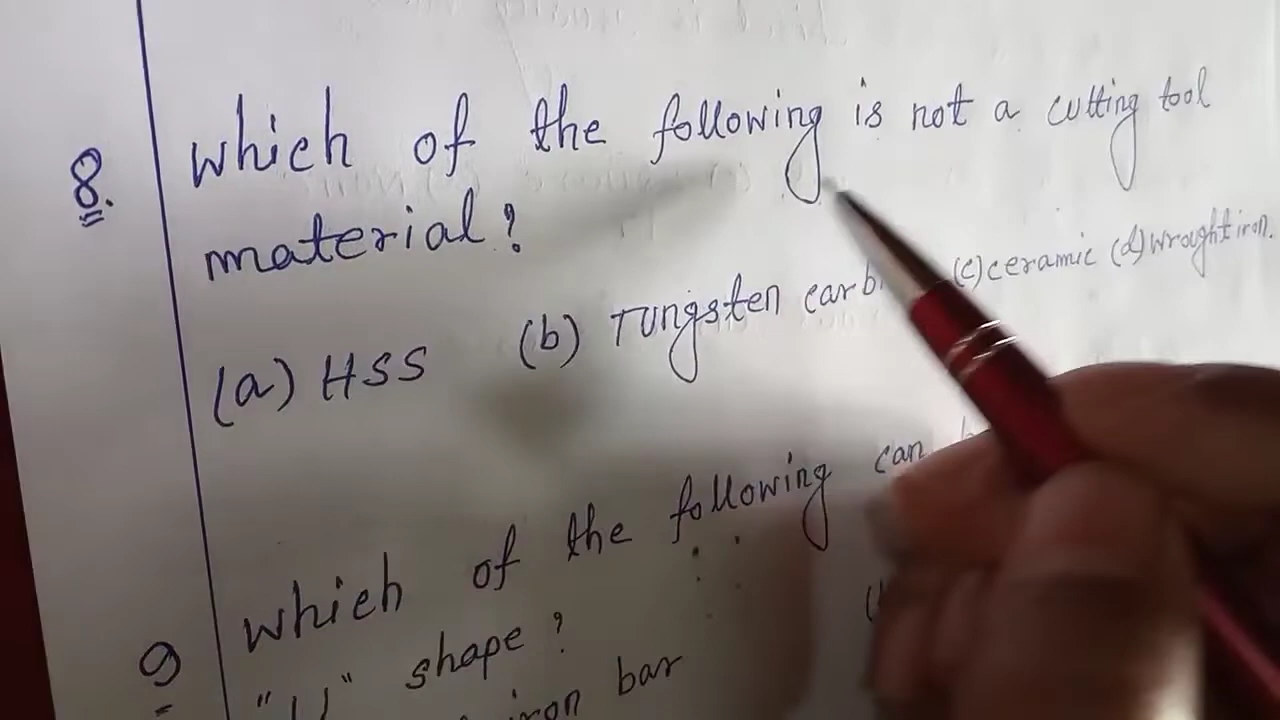 8. Which of the following is not a cutting tool
material?
(a) HSS (b) Tungsten (c) ceramic (d) wrought iron.
9 Which of the following can
shape?
iron bar